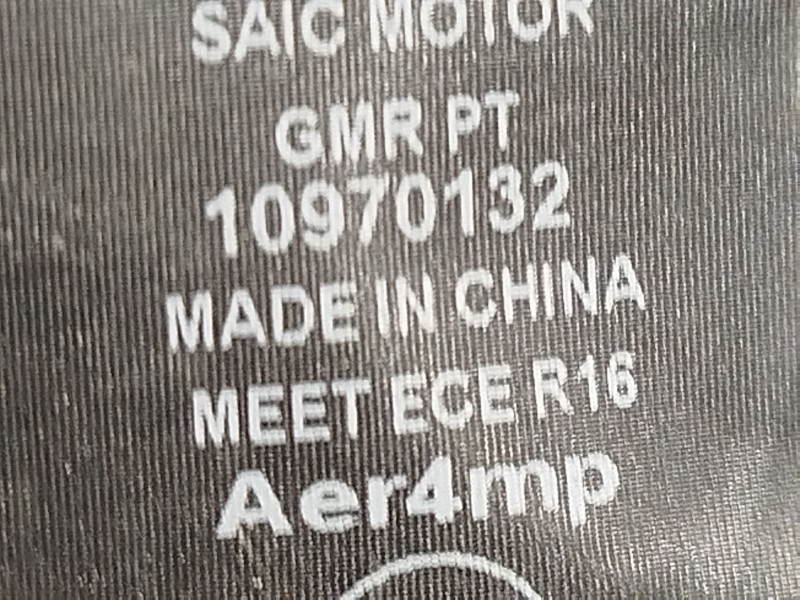 SAIC MOTOR
GMR PT
10970132
MADE IN CHINA
MEET ECE R16
Aer4mp